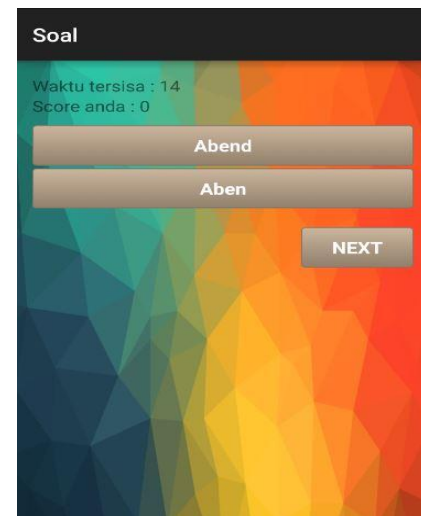 Soal
Waktu tersisa : 14
Score anda : 0
Abend
Aben
NEXT